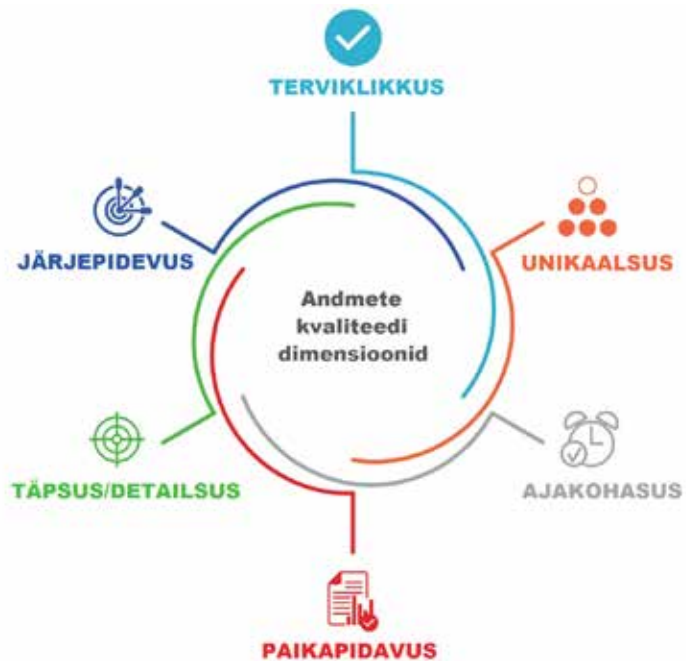 TERVIKLIKKUS
JÄRJEPIDEVUS
UNIKAALSUS
Andmete
kvaliteedi
dimensioonid
TÄPSUS/DETAILSUS
AJAKOHASUS
PAIKAPIDAVUS